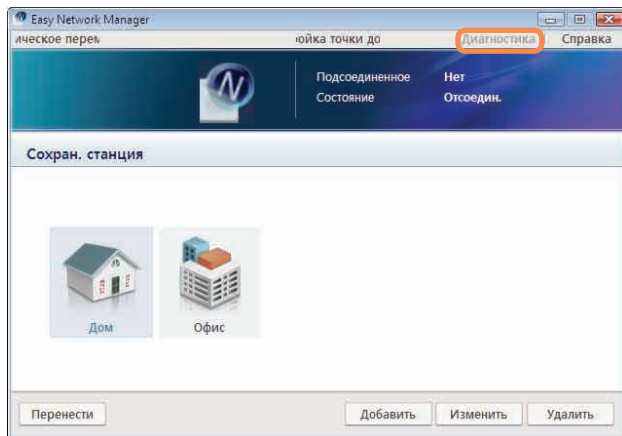 Easy Network Manager
ическое перем ойка точки до Диагностика Справка
Подсоединенное Нет
Состояние Отсоедин.
Сохран. станция
Дом Офис
Перенести Добавить Изменить Удалить